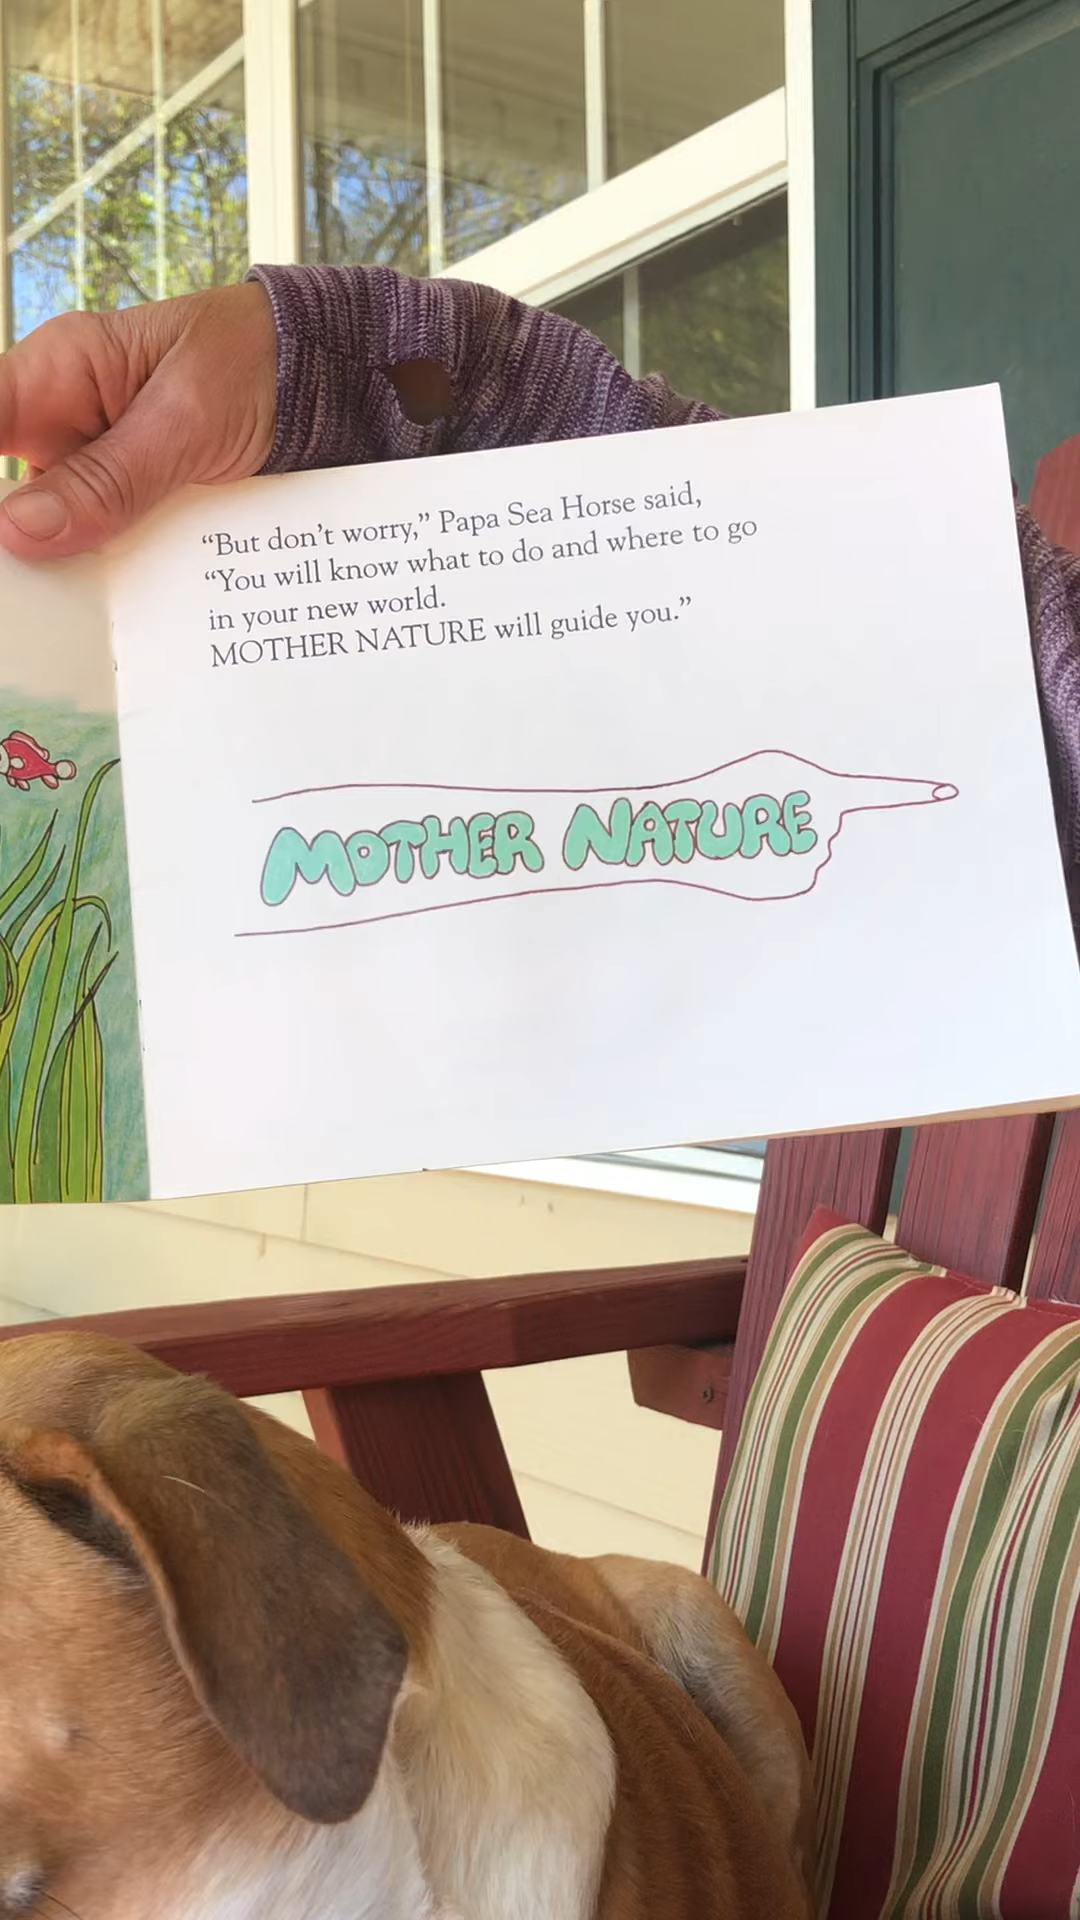 “But don’t worry,” Papa Sea Horse said,
“You will know what to do and where to go
in your new world.
MOTHER NATURE will guide you.”
MOTHER NATURE